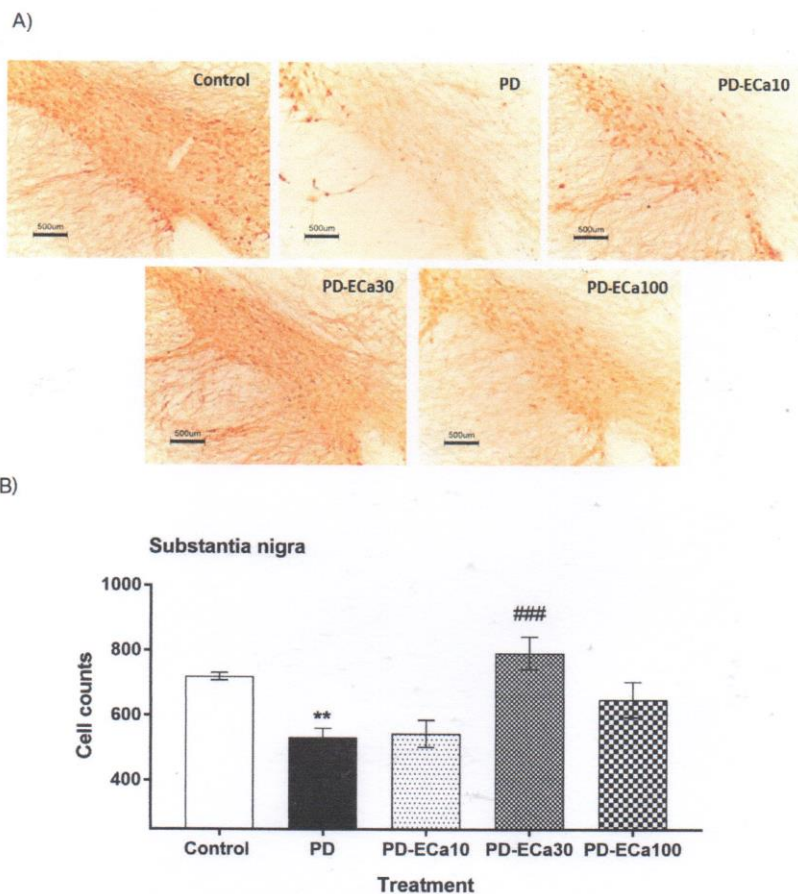 A)
Control
500um
PD
500um
PD-ECa10
500um
PD-ECa30
500um
PD-ECa100
500um
B)
Substantia nigra
1000
800
600
400
Cell counts
**
###
Control PD PD-ECa10 PD-ECa30 PD-ECa100
Treatment